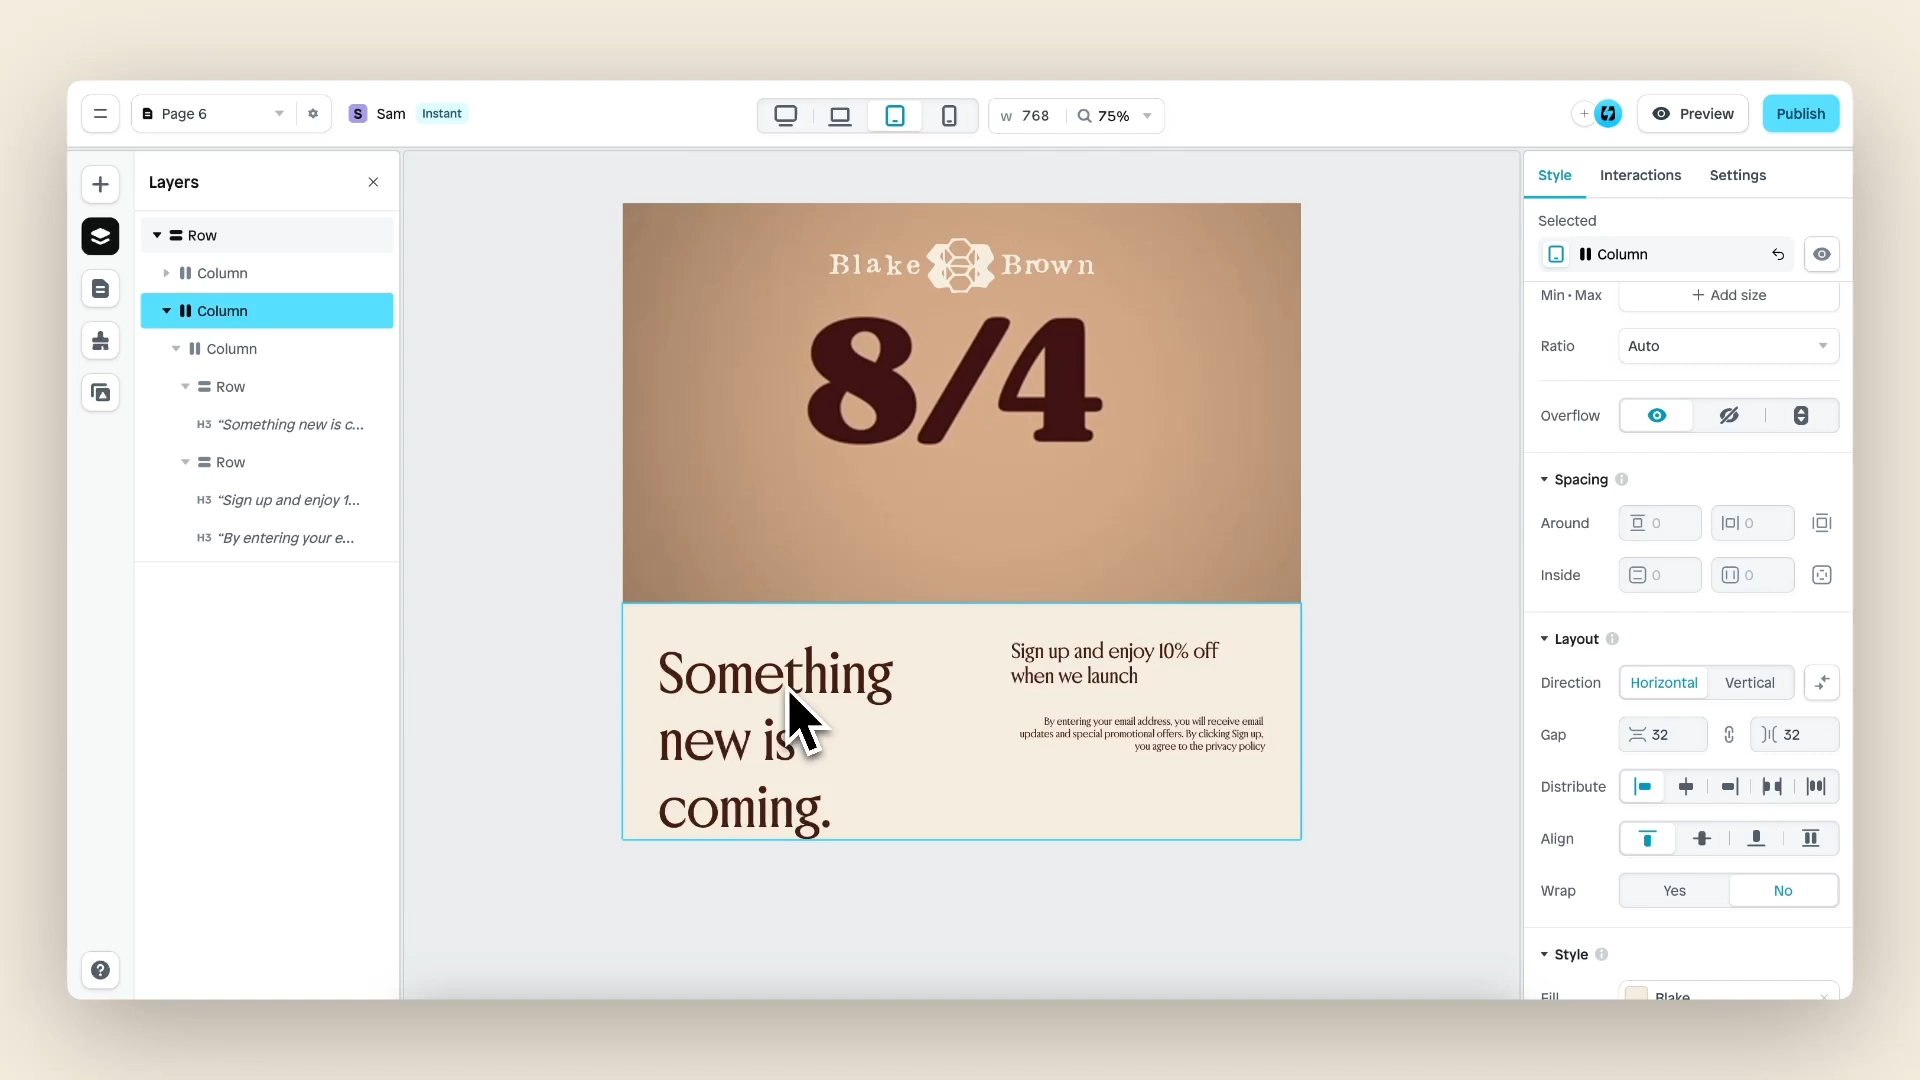 Page 6
S Sam Instant
W 768
75%
Preview
Publish
Layers
Row
Column
Column
Column
Row
H3 “Something new is c...
Row
H3 “Sign up and enjoy 1...
H3 “By entering your e...
Blake Brown
8/4
Something
new is
coming.
Sign up and enjoy 10% off
when we launch
By entering your email address, you will receive email
updates and special promotional offers. By clicking Sign up,
you agree to the privacy policy
Style Interactions Settings
Selected
Column
Min • Max + Add size
Ratio Auto
Overflow
Spacing
Around 0 0
Inside 0 0
Layout
Direction Horizontal Vertical
Gap 32 32
Distribute
Align
Wrap Yes No
Style
Fill Blake